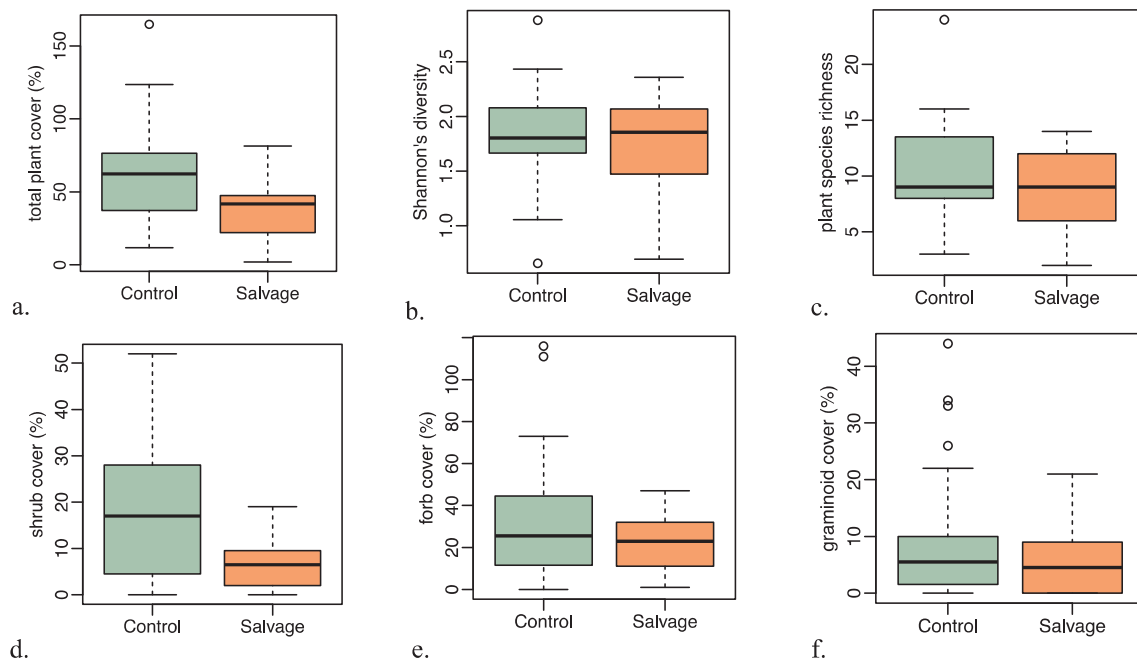 total plant cover (%)
150
100
50
0
Control Salvage
a.
Shannon's diversity
2.5
2.0
1.5
1.0
Control Salvage
b.
plant species richness
20
15
10
5
Control Salvage
c.
shrub cover (%)
50
40
30
20
10
0
Control Salvage
d.
forb cover (%)
100
80
60
40
20
0
Control Salvage
e.
graminoid cover (%)
40
30
20
10
0
Control Salvage
f.